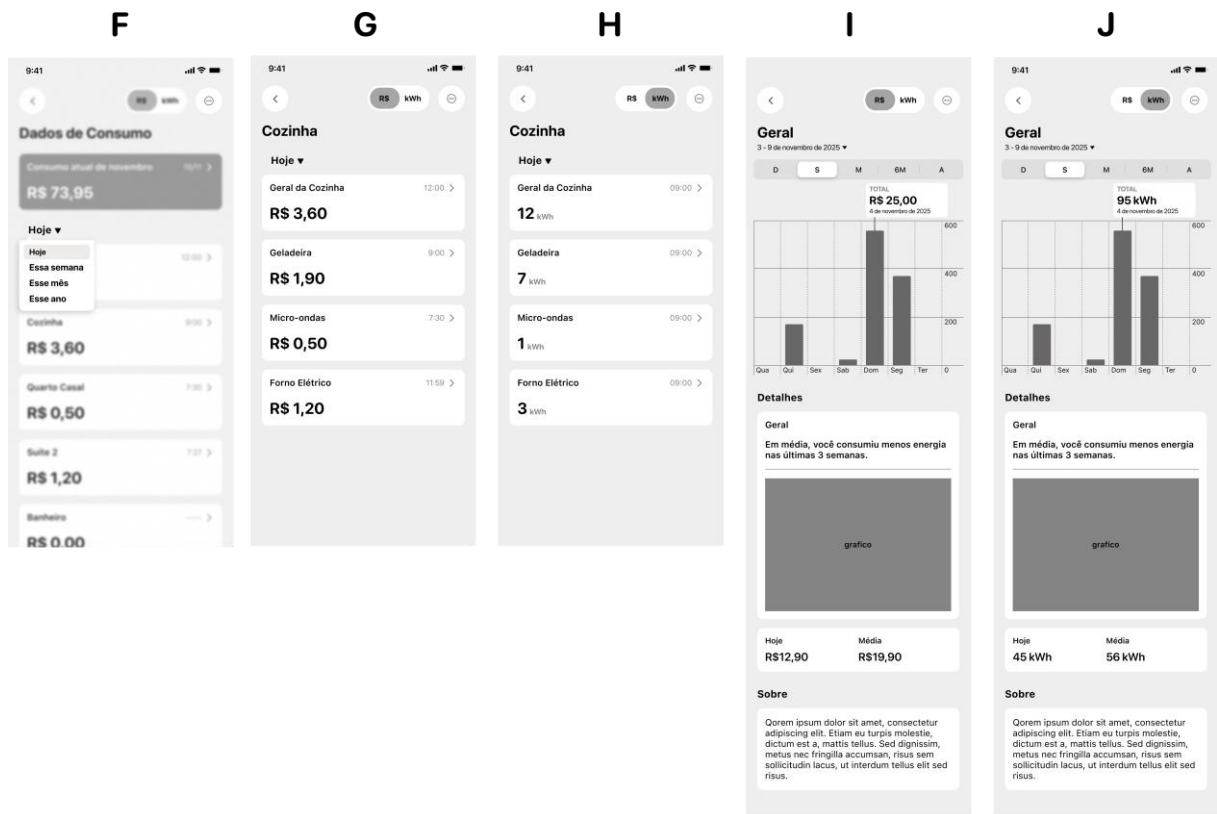 F
9:41
R$ kWh
Dados de Consumo
Consumo atual de novembro 10/11 >
R$ 73,95
Hoje ▼
Hoje
Essa semana
Esse mês
Esse ano
12:00 >
Cozinha 9:00 >
R$ 3,60
Quarto Casal 7:30 >
R$ 0,50
Suíte 2 7:37 >
R$ 1,20
Banheiro ----- >
R$ 0,00
G
9:41
R$ kWh
Cozinha
Hoje ▼
Geral da Cozinha 12:00 >
R$ 3,60
Geladeira 9:00 >
R$ 1,90
Micro-ondas 7:30 >
R$ 0,50
Forno Elétrico 11:59 >
R$ 1,20
H
9:41
R$ kWh
Cozinha
Hoje ▼
Geral da Cozinha 09:00 >
12 kWh
Geladeira 09:00 >
7 kWh
Micro-ondas 09:00 >
1 kWh
Forno Elétrico 09:00 >
3 kWh
I
R$ kWh
Geral
3 - 9 de novembro de 2025 ▼
D S M 6M A
TOTAL
R$ 25,00
4 de novembro de 2025
600
400
200
Qua Qui Sex Sab Dom Seg Ter 0
Detalhes
Geral
Em média, você consumiu menos energia
nas últimas 3 semanas.
grafico
Hoje Média
R$12,90 R$19,90
Sobre
Qorem ipsum dolor sit amet, consectetur
adipiscing elit. Etiam eu turpis molestie,
dictum est a, mattis tellus. Sed dignissim,
metus nec fringilla accumsan, risus sem
sollicitudin lacus, ut interdum tellus elit sed
risus.
J
9:41
R$ kWh
Geral
3 - 9 de novembro de 2025 ▼
D S M 6M A
TOTAL
95 kWh
4 de novembro de 2025
600
400
200
Qua Qui Sex Sab Dom Seg Ter 0
Detalhes
Geral
Em média, você consumiu menos energia
nas últimas 3 semanas.
grafico
Hoje Média
45 kWh 56 kWh
Sobre
Qorem ipsum dolor sit amet, consectetur
adipiscing elit. Etiam eu turpis molestie,
dictum est a, mattis tellus. Sed dignissim,
metus nec fringilla accumsan, risus sem
sollicitudin lacus, ut interdum tellus elit sed
risus.